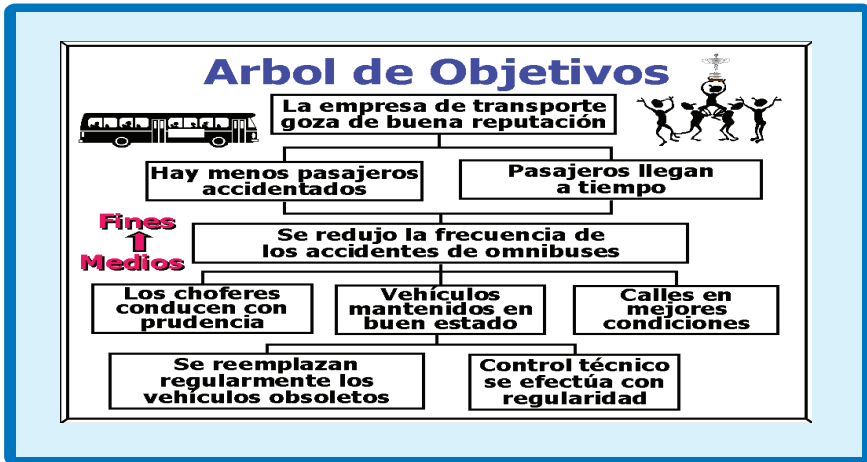 Arbol de Objetivos
La empresa de transporte
goza de buena reputación
Hay menos pasajeros
accidentados
Pasajeros llegan
a tiempo
Fines
Medios
Se redujo la frecuencia de
los accidentes de omnibuses
Los choferes
conducen con
prudencia
Vehículos
mantenidos en
buen estado
Calles en
mejores
condiciones
Se reemplazan
regularmente los
vehículos obsoletos
Control técnico
se efectúa con
regularidad